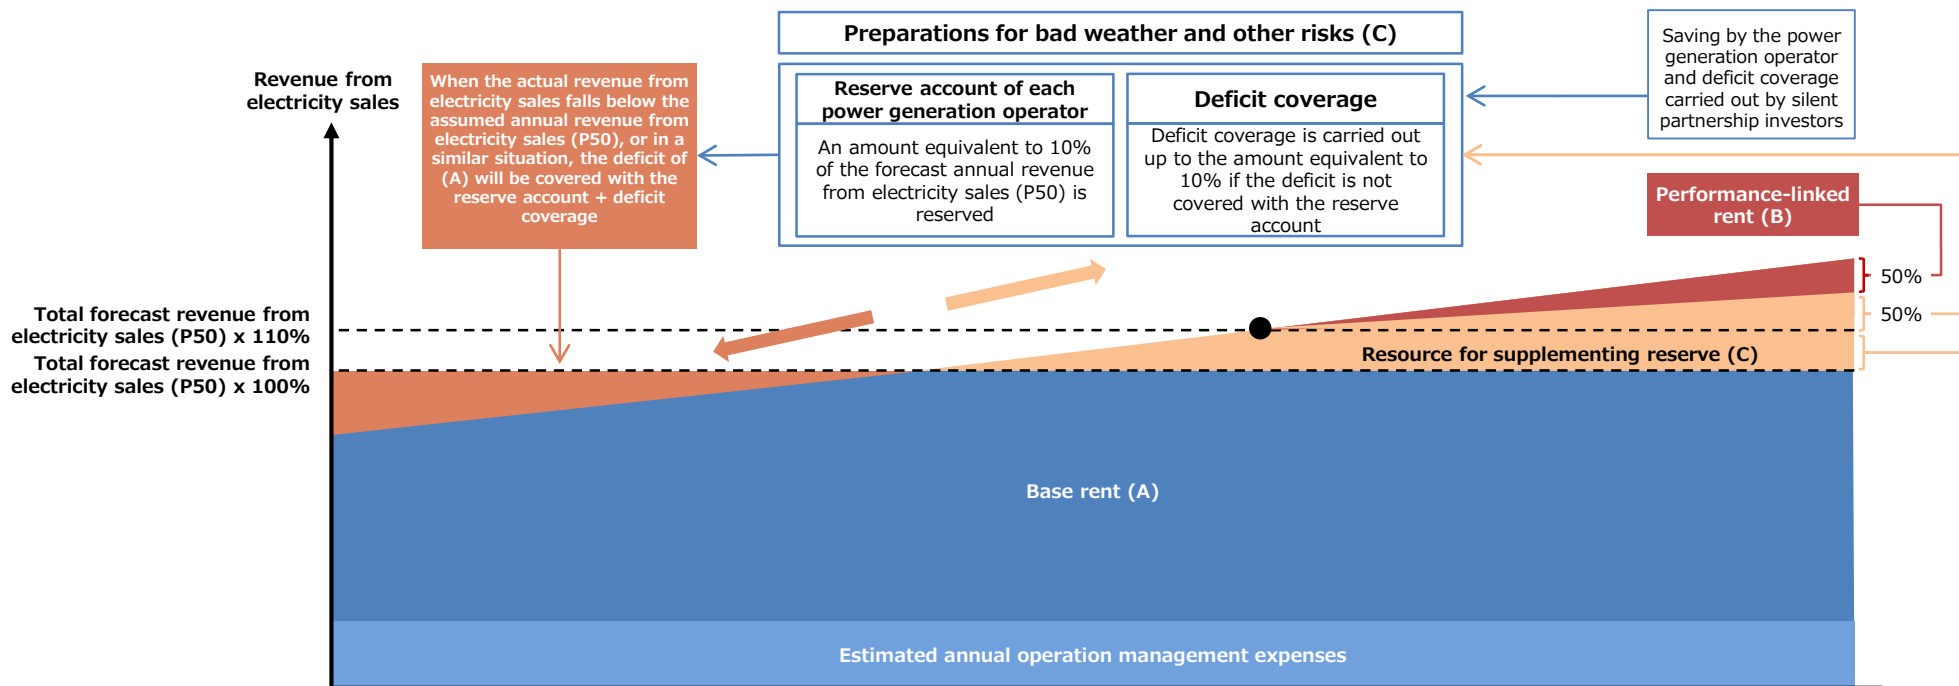 Preparations for bad weather and other risks (C)
Revenue from
electricity sales
When the actual revenue from
electricity sales falls below the
assumed annual revenue from
electricity sales (P50), or in a
similar situation, the deficit of
(A) will be covered with the
reserve account + deficit
coverage
Reserve account of each
power generation operator
An amount equivalent to 10%
of the forecast annual revenue
from electricity sales (P50) is
reserved
Deficit coverage
Deficit coverage is carried out
up to the amount equivalent to
10% if the deficit is not
covered with the reserve
account
Saving by the power
generation operator
and deficit coverage
carried out by silent
partnership investors
Performance-linked
rent (B)
50%
50%
Total forecast revenue from
electricity sales (P50) x 110%
Total forecast revenue from
electricity sales (P50) x 100%
Resource for supplementing reserve (C)
Base rent (A)
Estimated annual operation management expenses